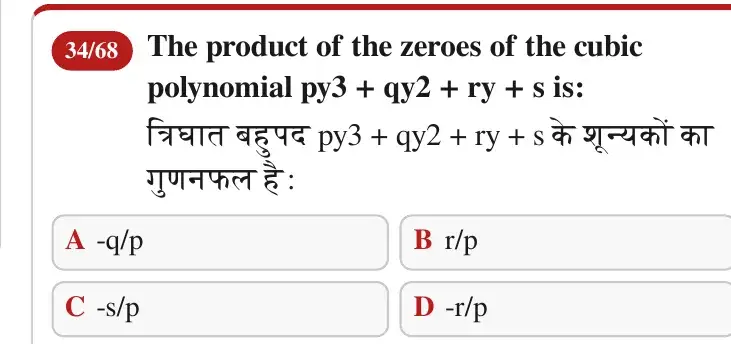 34/68 The product of the zeroes of the cubic
polynomial py3 + qy2 + ry + s is:
त्रिघात बहुपद py3 + qy2 + ry + s के शून्यकों का
गुणनफल है:
A -q/p B r/p
C -s/p D -r/p